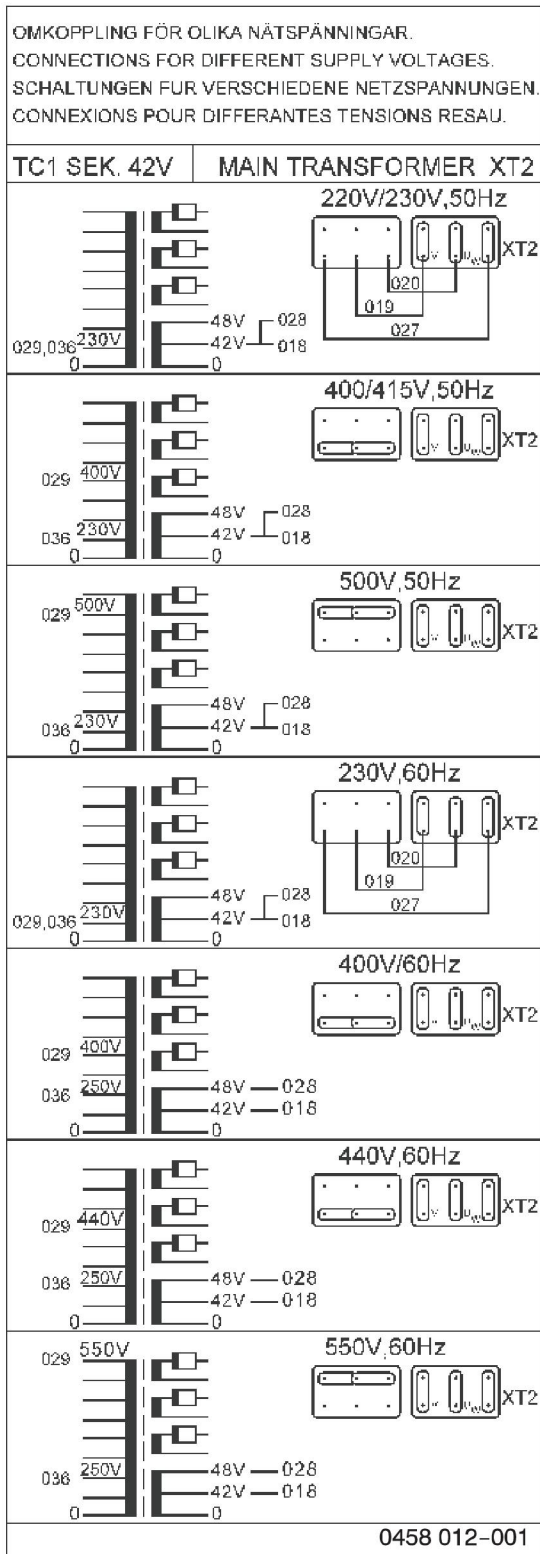 OMKOPPLING FÖR OLIKA NÄTSPÄNNINGAR.
CONNECTIONS FOR DIFFERENT SUPPLY VOLTAGES.
SCHALTUNGEN FUR VERSCHIEDENE NETZSPANNUNGEN.
CONNEXIONS POUR DIFFERANTES TENSIONS RESAU.
TC1 SEK. 42V MAIN TRANSFORMER XT2
220V/230V,50Hz
V U W XT2
020
019
027
48V 028
029,036 230V 42V 018
0 0
400/415V,50Hz
V U W XT2
029 400V
48V 028
036 230V 42V 018
0 0
500V,50Hz
029 500V
V U W XT2
48V 028
036 230V 42V 018
0 0
230V,60Hz
XT2
020
019
027
48V 028
029,036 230V 42V 018
0 0
400V/60Hz
U W XT2
029 400V
036 250V 48V 028
42V 018
0 0
440V,60Hz
V U W XT2
029 440V
036 250V 48V 028
42V 018
0 0
029 550V 550V,60Hz
U W XT2
036 250V 48V 028
42V 018
0 0
0458 012-001